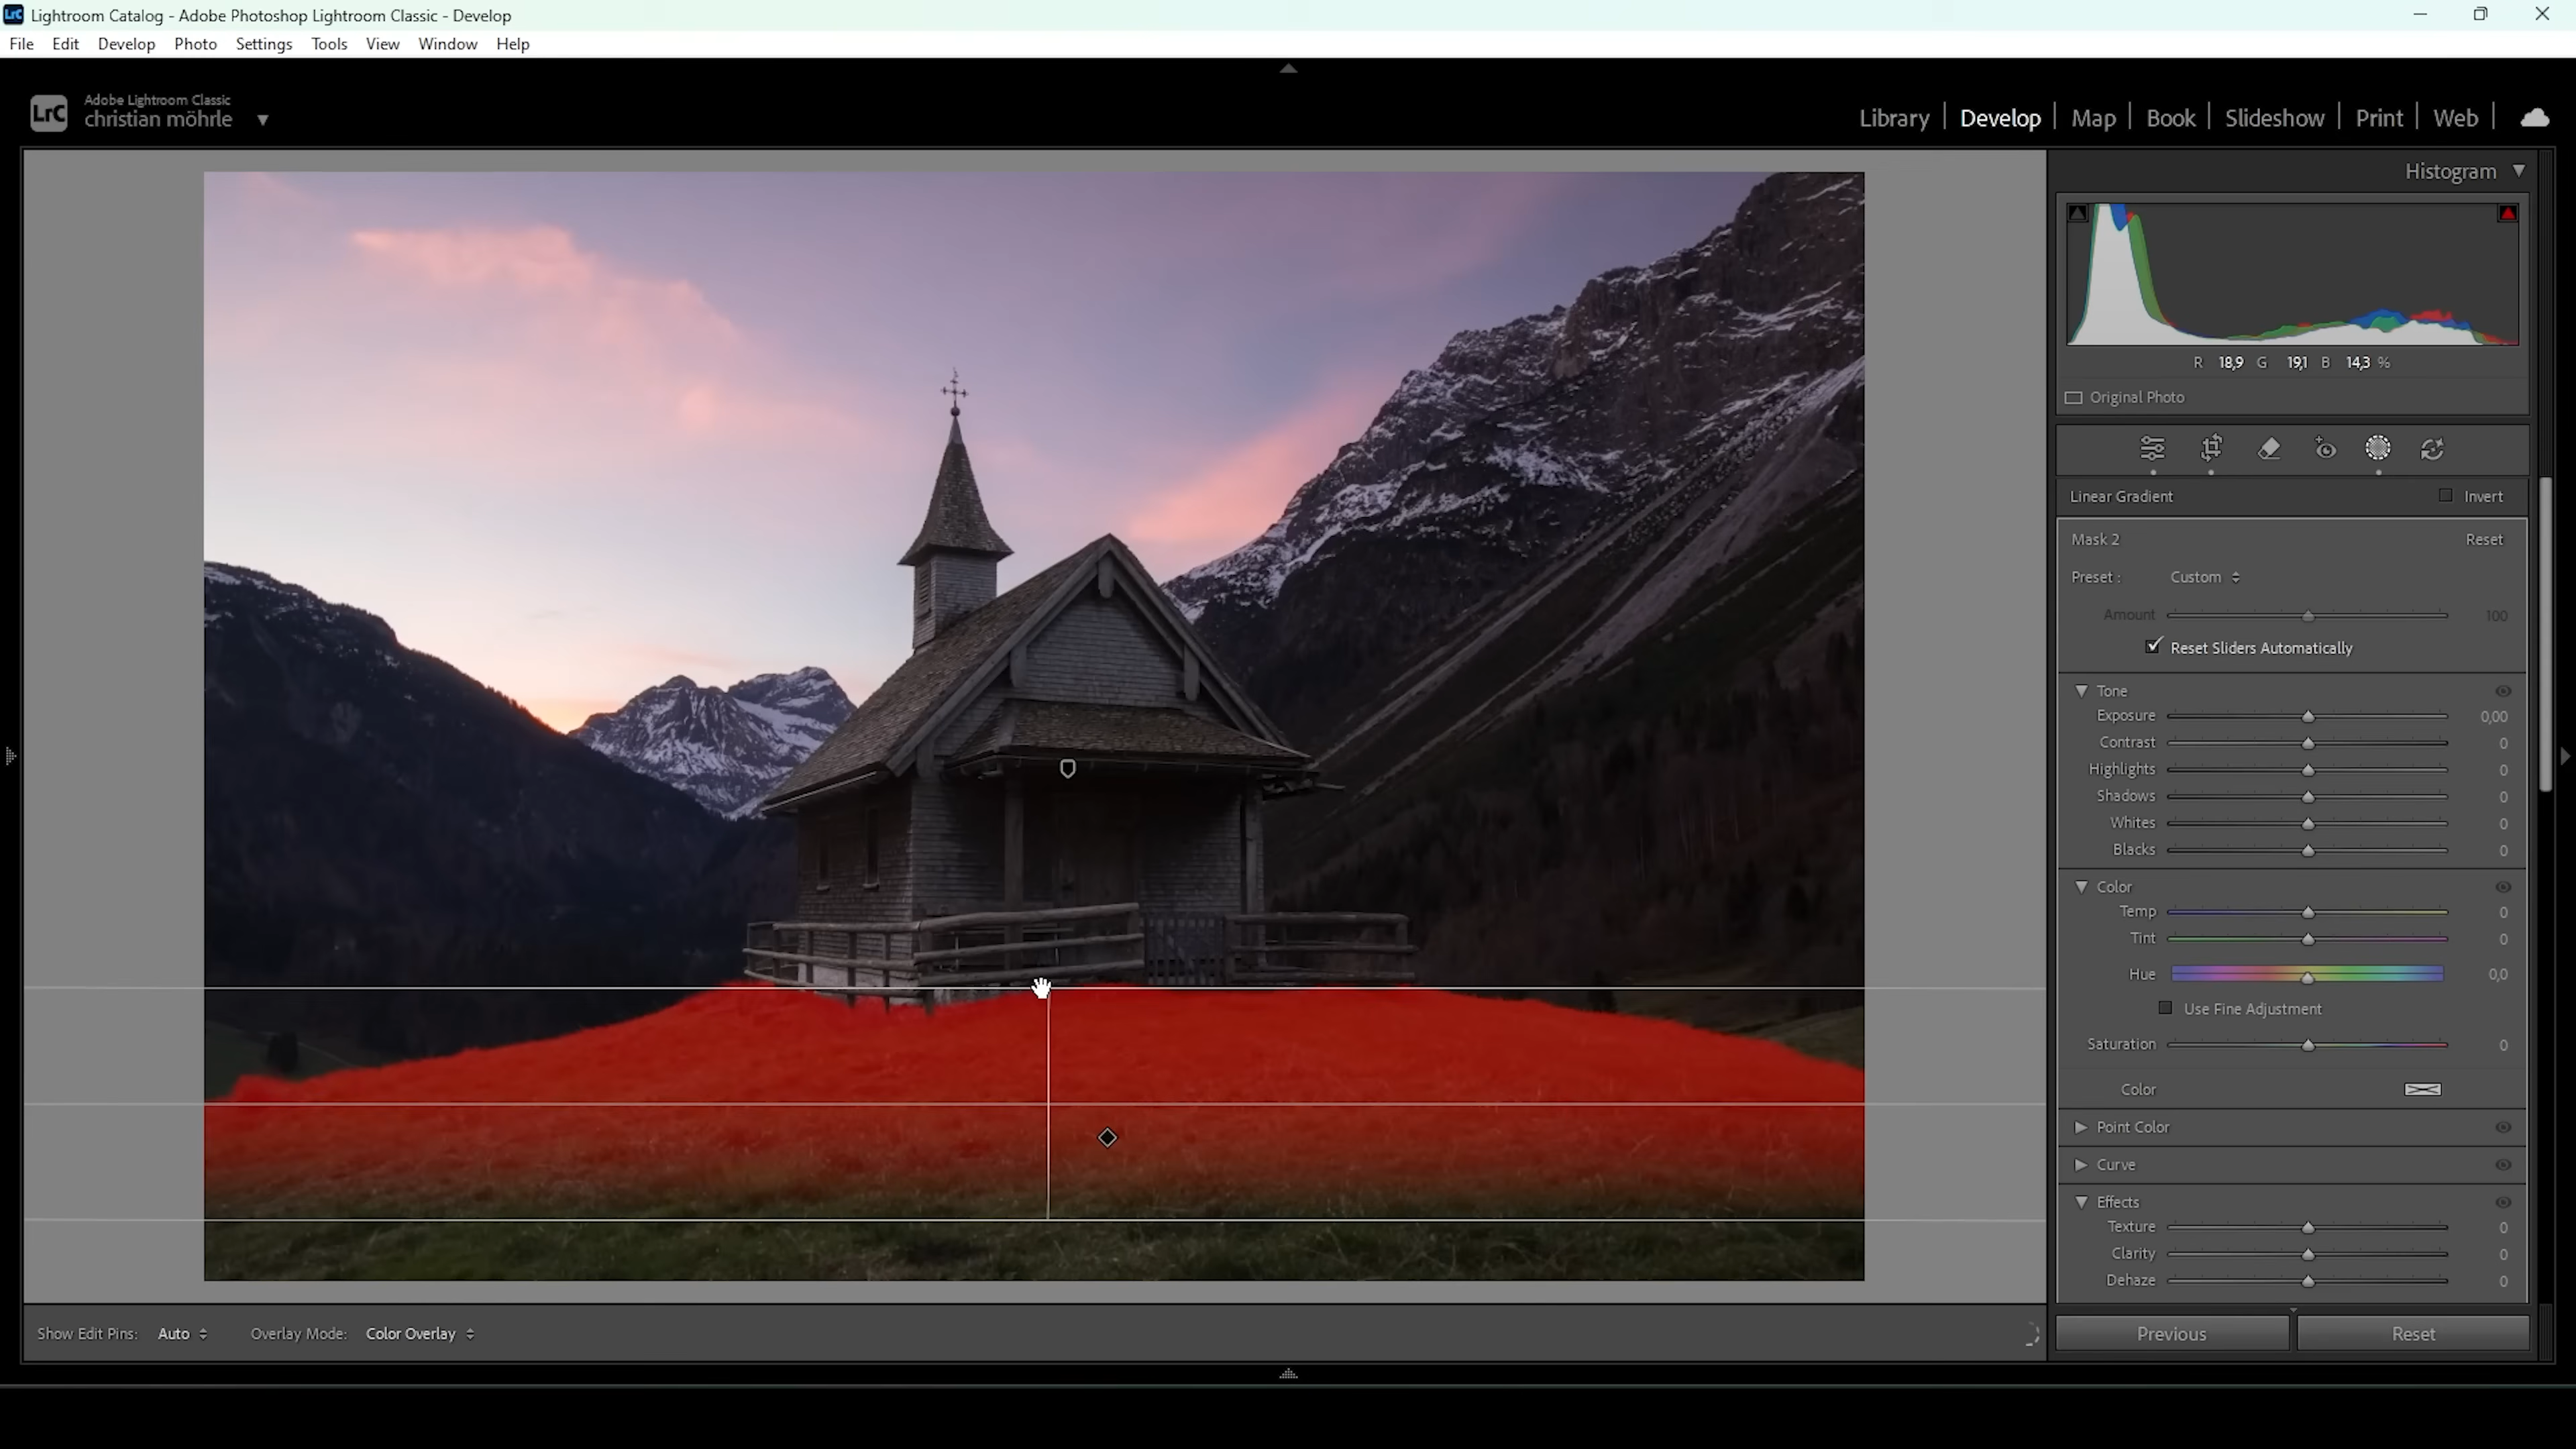 LrC Lightroom Catalog - Adobe Photoshop Lightroom Classic - Develop
File Edit Develop Photo Settings Tools View Window Help
LrC
Adobe Lightroom Classic
christian möhrle
Library | Develop | Map | Book | Slideshow | Print | Web |
Histogram
R 18,9 G 19,1 B 14,3 %
Original Photo
Linear Gradient Invert
Mask 2 Reset
Preset : Custom
Amount 100
Reset Sliders Automatically
Tone
Exposure 0,00
Contrast 0
Highlights 0
Shadows 0
Whites 0
Blacks 0
Color
Temp 0
Tint 0
Hue 0,0
Use Fine Adjustment
Saturation 0
Color
Point Color
Curve
Effects
Texture 0
Clarity 0
Dehaze 0
Show Edit Pins: Auto Overlay Mode: Color Overlay
Previous Reset